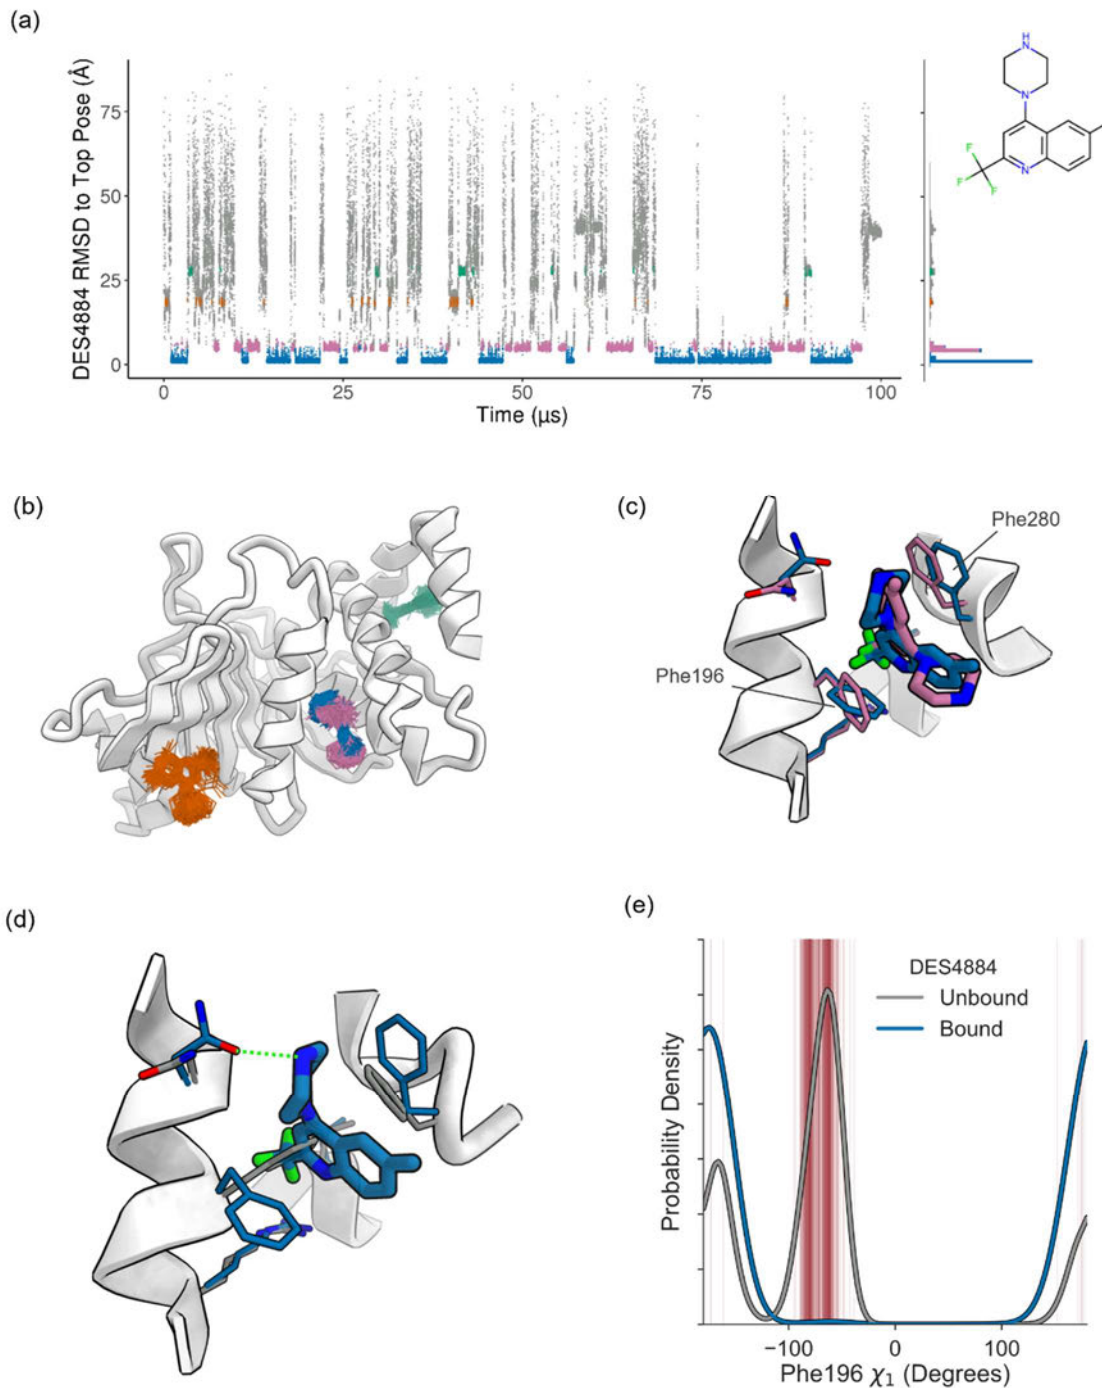 (a)
DES4884 RMSD to Top Pose (Å)
75
50
25
0
0
25
50
75
100
Time (µs)
H
N
N
N
F
F
F
(b)
(c)
Phe280
Phe196
(d)
(e)
DES4884
Unbound
Bound
Probability Density
−100
0
100
Phe196 χ1 (Degrees)